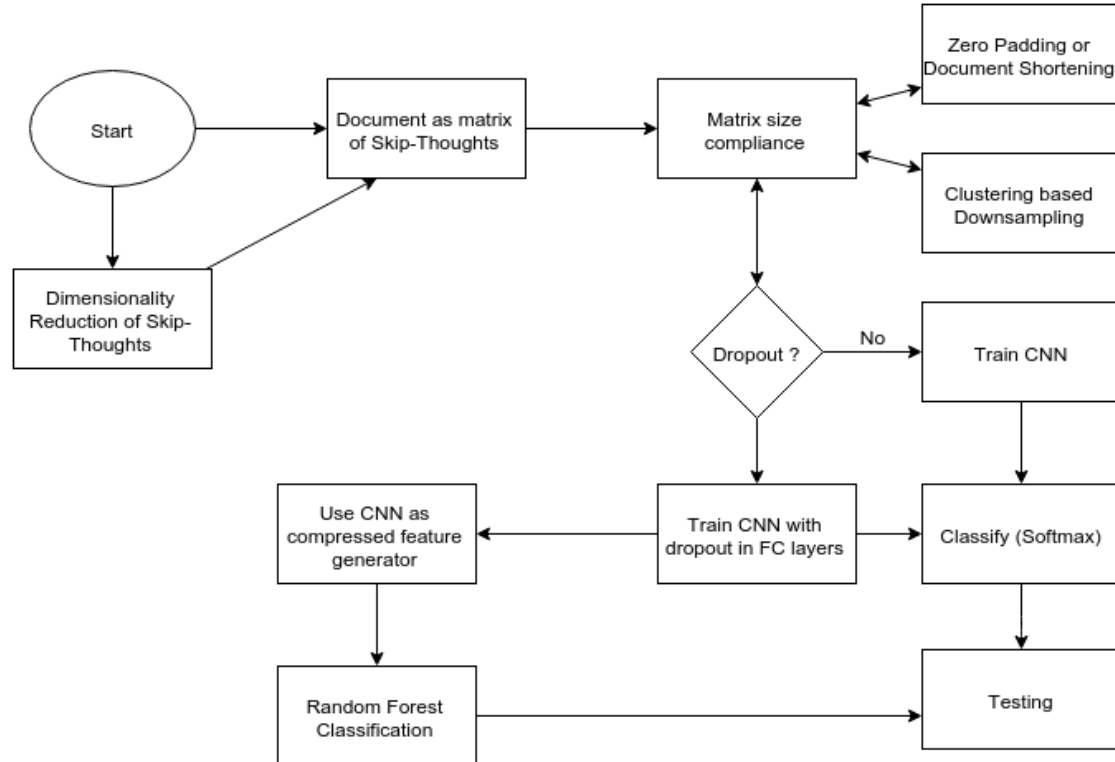 Zero Padding or
Document Shortening
Start
Document as matrix
of Skip-Thoughts
Matrix size
compliance
Clustering based
Downsampling
Dimensionality
Reduction of Skip-
Thoughts
Dropout ?
No
Train CNN
Use CNN as
compressed feature
generator
Train CNN with
dropout in FC layers
Classify (Softmax)
Random Forest
Classification
Testing